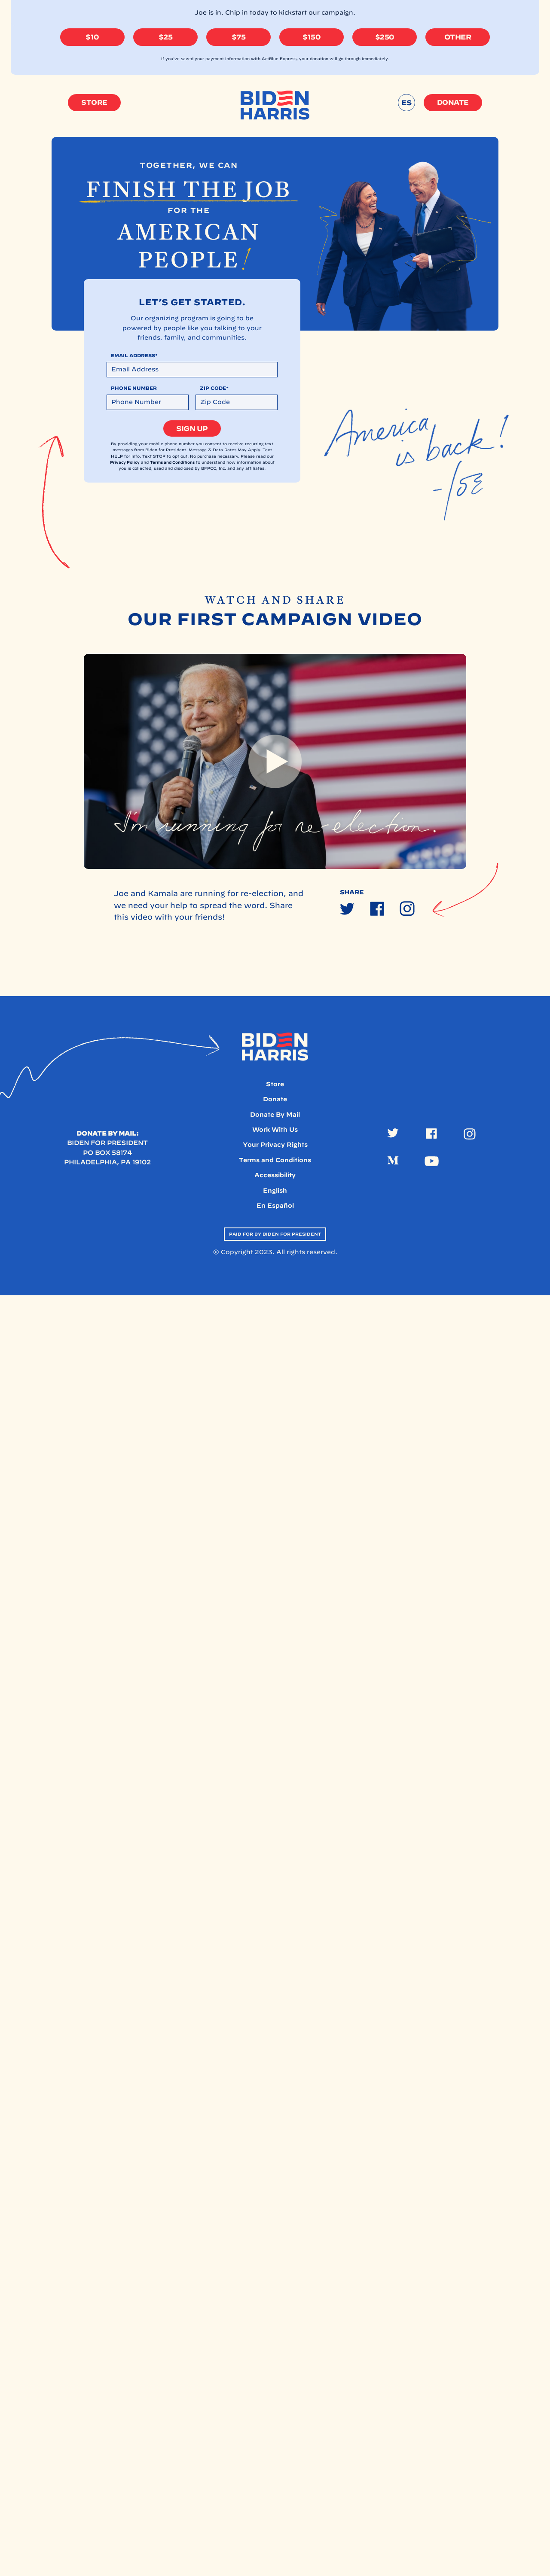 Joe is in. Chip in today to kickstart our campaign.
$10 $25 $75 $150 $250 OTHER
If you've saved your payment information with ActBlue Express, your donation will go through immediately.
STORE
BIDEN
HARRIS
ES
DONATE
TOGETHER, WE CAN
FINISH THE JOB
FOR THE
AMERICAN
PEOPLE!
LET'S GET STARTED.
Our organizing program is going to be
powered by people like you talking to your
friends, family, and communities.
EMAIL ADDRESS*
Email Address
PHONE NUMBER ZIP CODE*
Phone Number Zip Code
SIGN UP
By providing your mobile phone number you consent to receive recurring text
messages from Biden for President. Message & Data Rates May Apply. Text
HELP for Info. Text STOP to opt out. No purchase necessary. Please read our
Privacy Policy and Terms and Conditions to understand how information about
you is collected, used and disclosed by BFPCC, Inc, and any affiliates.
America
is back!
-Joe
WATCH AND SHARE
OUR FIRST CAMPAIGN VIDEO
I'm running for re-election.
Joe and Kamala are running for re-election, and
we need your help to spread the word. Share
this video with your friends!
SHARE
BIDEN
HARRIS
Store
Donate
Donate By Mail
Work With Us
Your Privacy Rights
Terms and Conditions
Accessibility
English
En Español
DONATE BY MAIL:
BIDEN FOR PRESIDENT
PO BOX 58174
PHILADELPHIA, PA 19102
PAID FOR BY BIDEN FOR PRESIDENT
© Copyright 2023. All rights reserved.